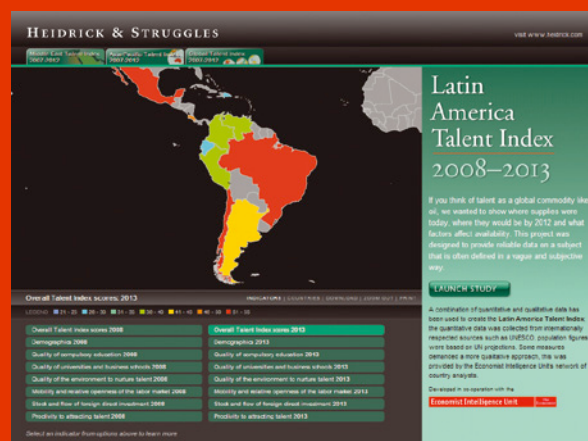 HEIDRICK & STRUGGLES
visit www.heidrick.com
Latin
America
Talent Index
2008–2013
If you think of talent as a global commodity like
oil, we wanted to show where supplies were
today, where they would be by 2012 and what
factors affect availability. This project was
designed to provide reliable data on a subject
that is often defined in a vague and subjective
way.
LAUNCH STUDY
A combination of quantitative and qualitative data has
been used to create the Latin America Talent Index;
the quantitative data was collected from internationally
respected sources such as UNESCO, population figures
were based on UN projections. Some measures
demanded a more qualitative approach, this was
provided by the Economist Intelligence Unit's network of
country analysts.
Developed in co-operation with the
Economist Intelligence Unit
Overall Talent Index scores: 2013
INDICATORS | COUNTRIES | DOWNLOAD | ZOOM OUT | PRINT
LEGEND
Overall Talent Index scores 2008
Overall Talent Index scores 2013
Demographics 2008
Demographics 2013
Quality of compulsory education 2008
Quality of compulsory education 2013
Quality of universities and business schools 2008
Quality of universities and business schools 2013
Quality of the environment to nurture talent 2008
Quality of the environment to nurture talent 2013
Mobility and relative openness of the labor market 2008
Mobility and relative openness of the labor market 2013
Stock and flow of foreign direct investment 2008
Stock and flow of foreign direct investment 2013
Proclivity to attracting talent 2008
Proclivity to attracting talent 2013
Select an indicator from options above to learn more